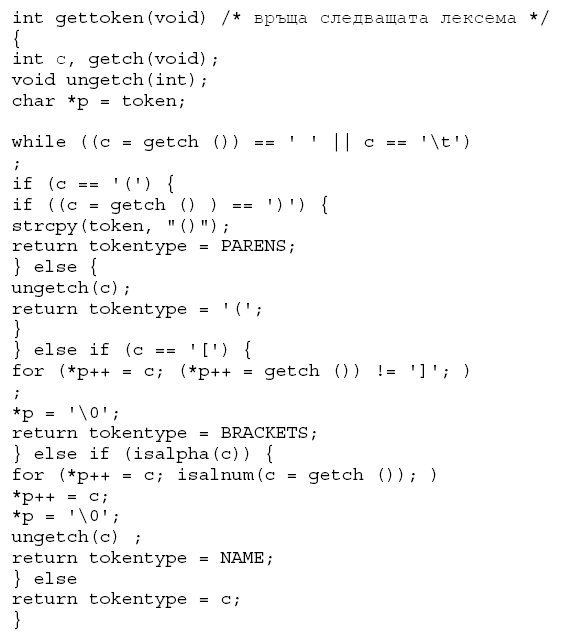 int gettoken(void) /* връща следващата лексема */
{
int c, getch(void);
void ungetch(int);
char *p = token;

while ((c = getch ()) == ' ' || c == '\t')
;
if (c == '(') {
if ((c = getch () ) == ')') {
strcpy(token, "()");
return tokentype = PARENS;
} else {
ungetch(c);
return tokentype = '(';
}
} else if (c == '[') {
for (*p++ = c; (*p++ = getch ()) != ']'; )
;
*p = '\0';
return tokentype = BRACKETS;
} else if (isalpha(c)) {
for (*p++ = c; isalnum(c = getch ()); )
*p++ = c;
*p = '\0';
ungetch(c) ;
return tokentype = NAME;
} else
return tokentype = c;
}